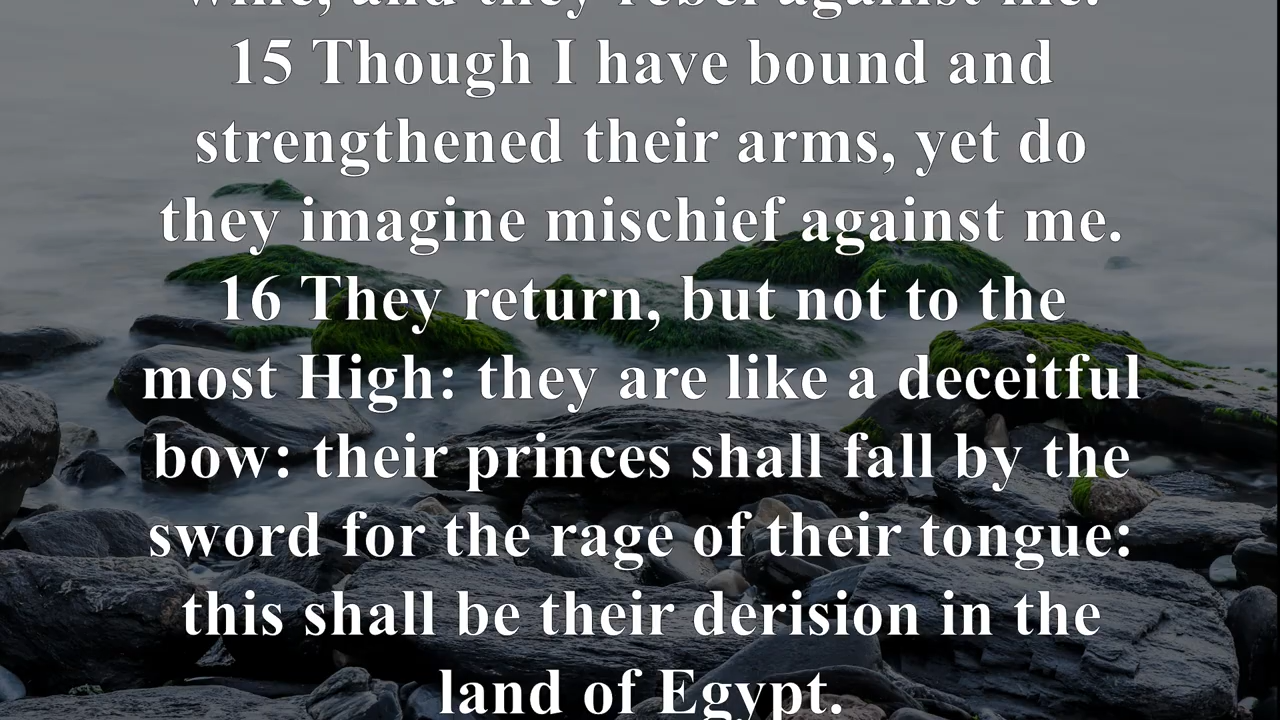 wine, and they rebel against me.
15 Though I have bound and
strengthened their arms, yet do
they imagine mischief against me.
16 They return, but not to the
most High: they are like a deceitful
bow: their princes shall fall by the
sword for the rage of their tongue:
this shall be their derision in the
land of Egypt.